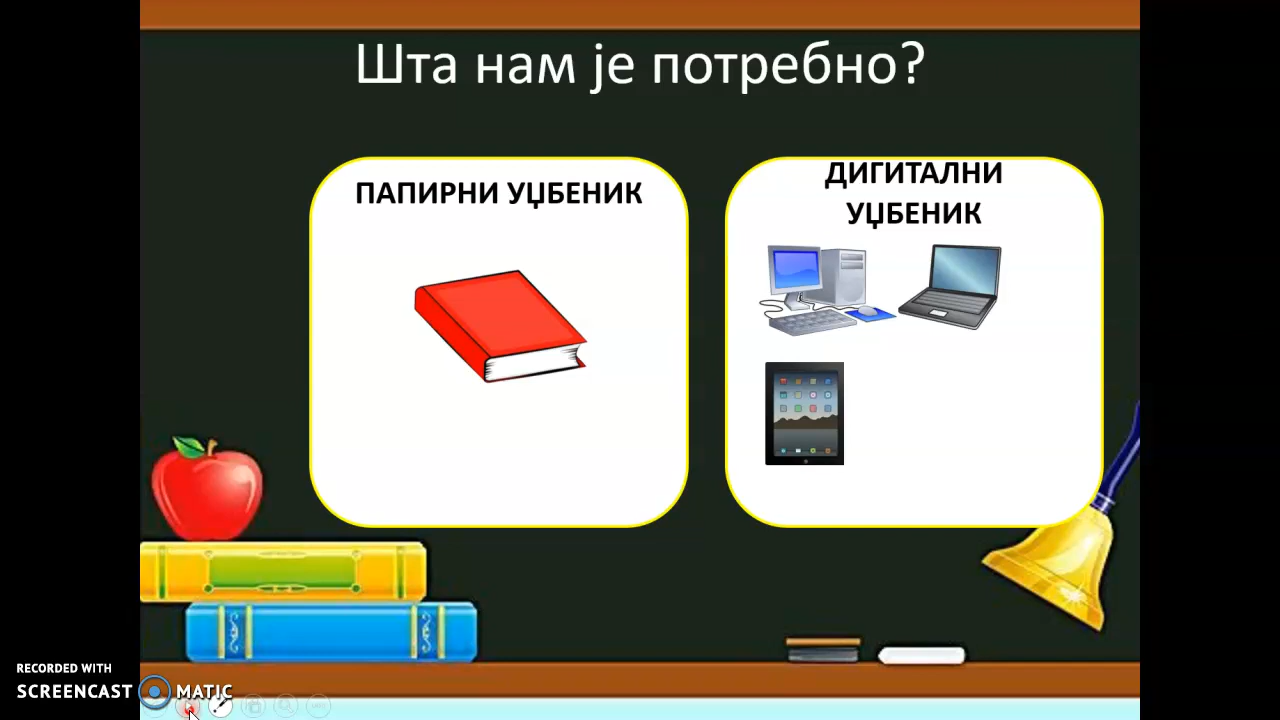 Шта нам је потребно?
ПАПИРНИ УЏБЕНИК
ДИГИТАЛНИ
УЏБЕНИК
RECORDED WITH
SCREENCAST MATIC